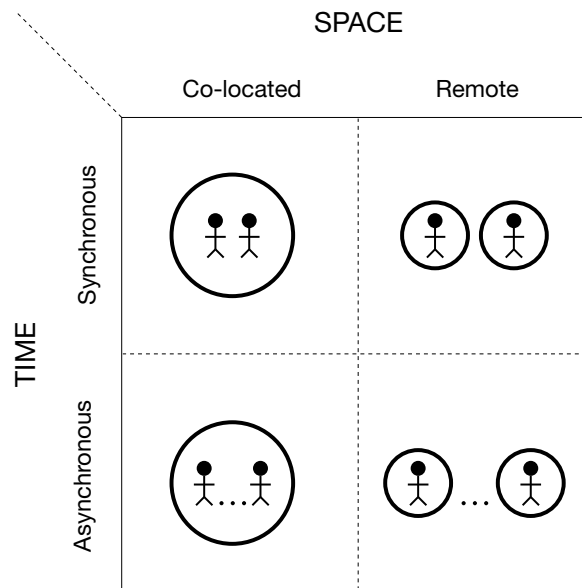 SPACE
Co-located
Remote
TIME
Synchronous
Asynchronous
...
...